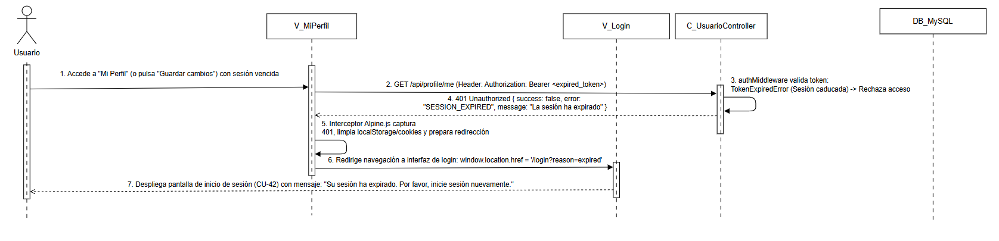 Usuario
V_MiPerfil
V_Login
C_UsuarioController
DB_MySQL
1. Accede a "Mi Perfil" (o pulsa "Guardar cambios") con sesión vencida
2. GET /api/profile/me (Header: Authorization: Bearer <expired_token>)
3. authMiddleware valida token:
TokenExpiredError (Sesión caducada) -> Rechaza acceso
4. 401 Unauthorized { success: false, error:
"SESSION_EXPIRED", message: "La sesión ha expirado" }
5. Interceptor Alpine.js captura
401, limpia localStorage/cookies y prepara redirección
6. Redirige navegación a interfaz de login: window.location.href = '/login?reason=expired'
7. Despliega pantalla de inicio de sesión (CU-42) con mensaje: "Su sesión ha expirado. Por favor, inicie sesión nuevamente."